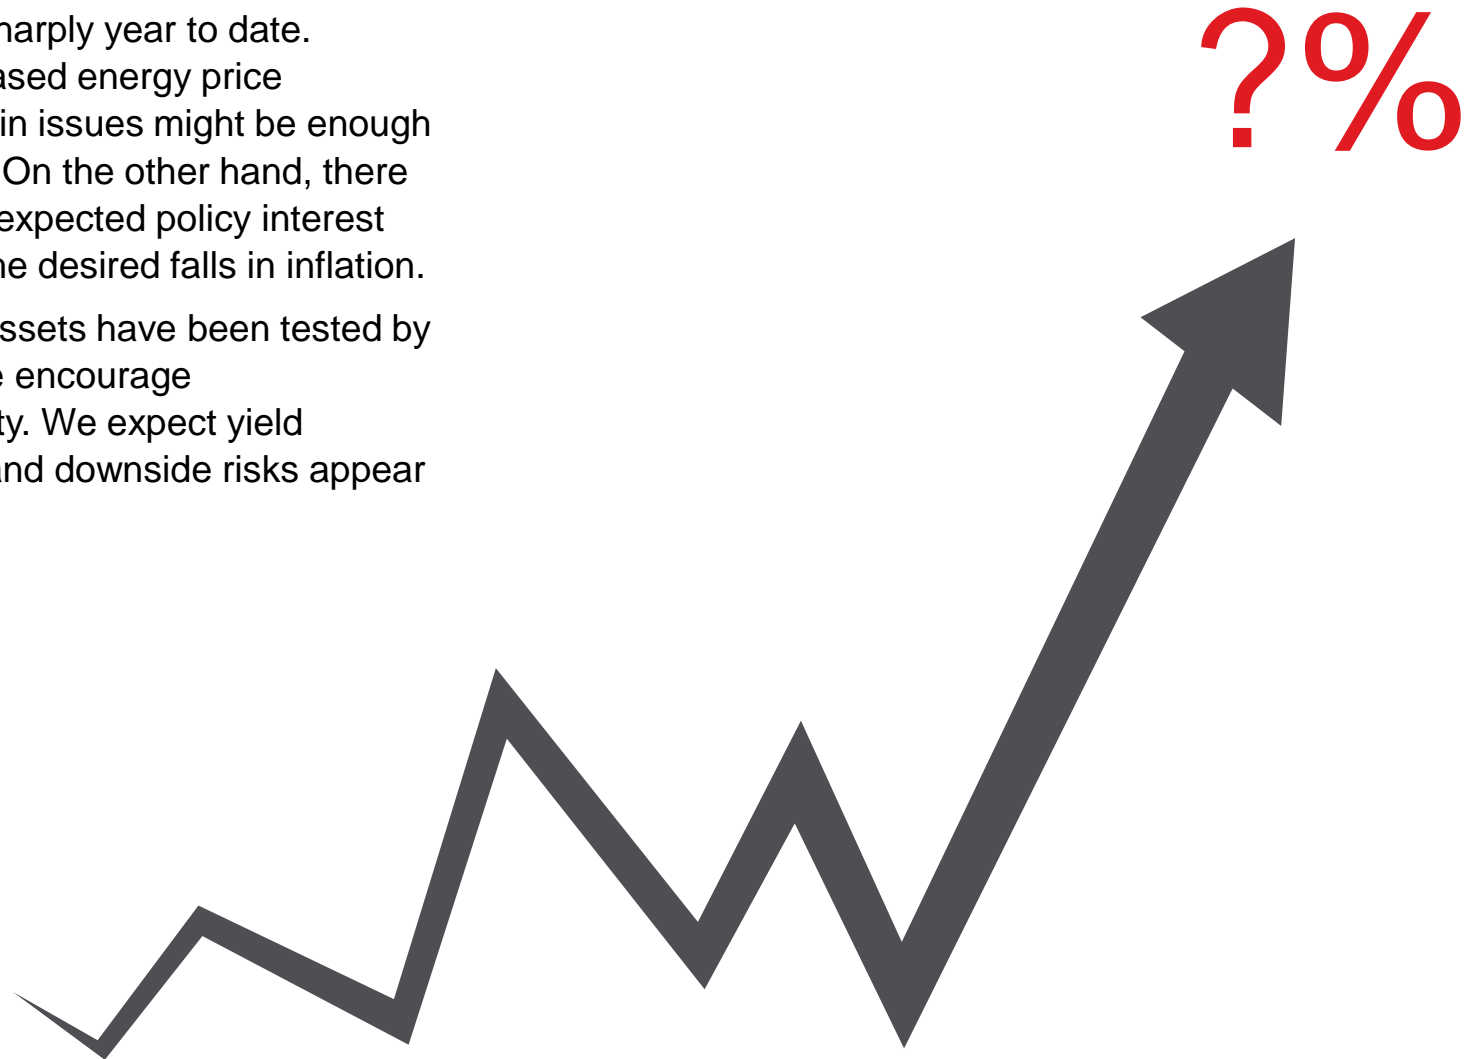 harply year to date.
ased energy price
in issues might be enough
On the other hand, there
expected policy interest
he desired falls in inflation.
ssets have been tested by
e encourage
ty. We expect yield
and downside risks appear
?%